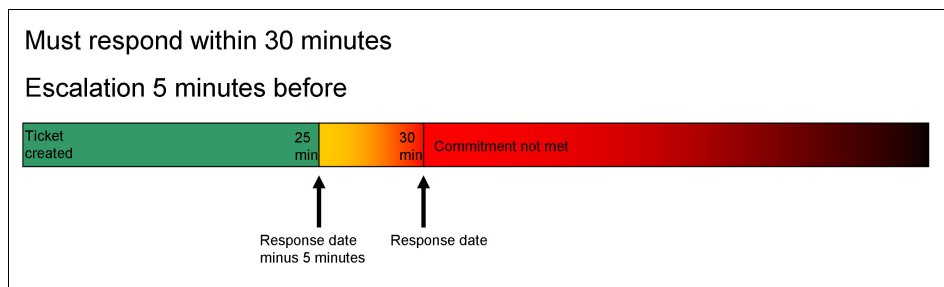 Must respond within 30 minutes
Escalation 5 minutes before
Ticket
created
25
min
30
min
Commitment not met
Response date
minus 5 minutes
Response date